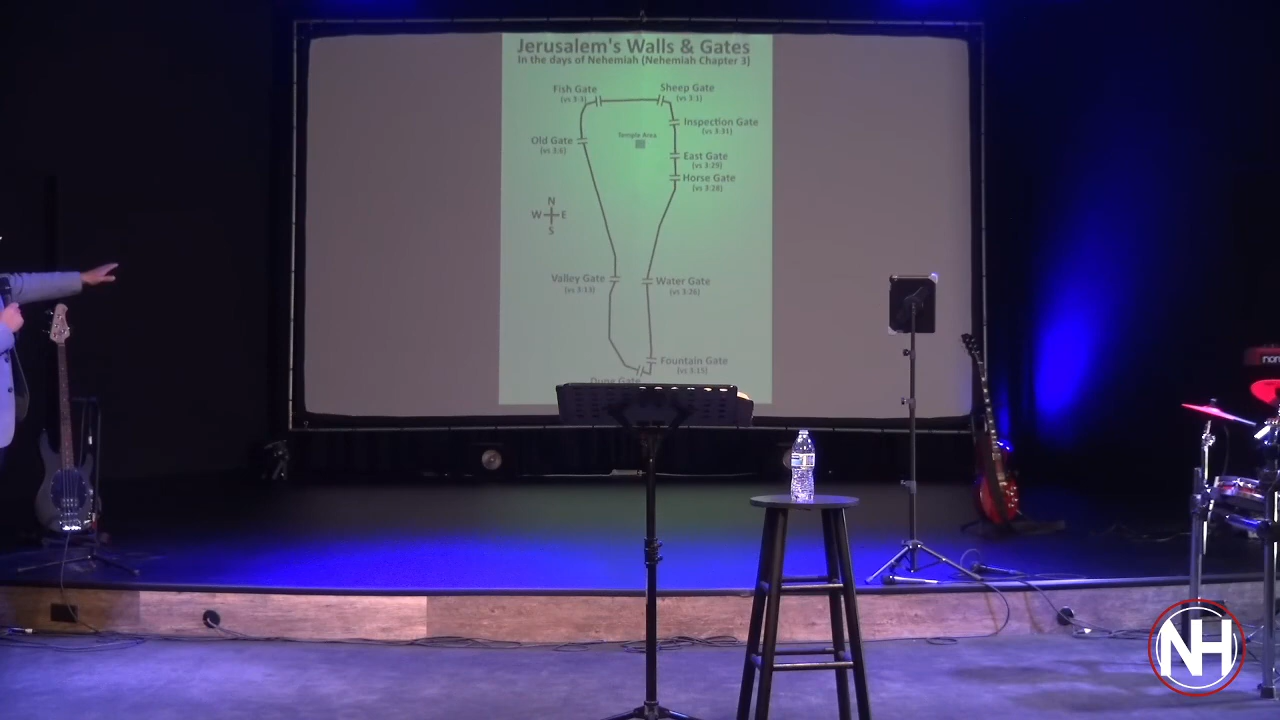 Jerusalem's Walls & Gates
In the days of Nehemiah (Nehemiah Chapter 3)
Fish Gate
(vs 3:3)
Sheep Gate
(vs 3:1)
Inspection Gate
(vs 3:31)
Temple Area
Old Gate
(vs 3:6)
East Gate
(vs 3:29)
Horse Gate
(vs 3:28)
N
W E
S
Valley Gate
(vs 3:13)
Water Gate
(vs 3:26)
Fountain Gate
(vs 3:15)
Dung Gate
NH